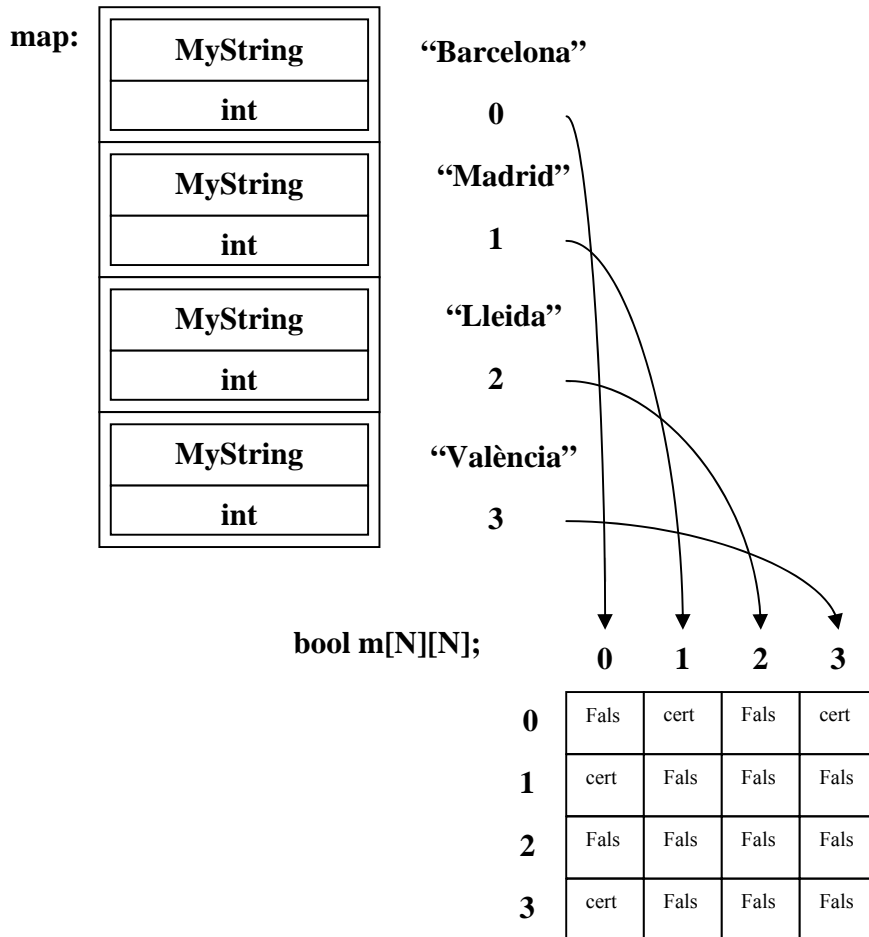 map:
MyString
“Barcelona”
int
0
MyString
“Madrid”
int
1
MyString
“Lleida”
int
2
MyString
“València”
int
3
bool m[N][N];
0 1 2 3
0 Fals cert Fals cert
1 cert Fals Fals Fals
2 Fals Fals Fals Fals
3 cert Fals Fals Fals